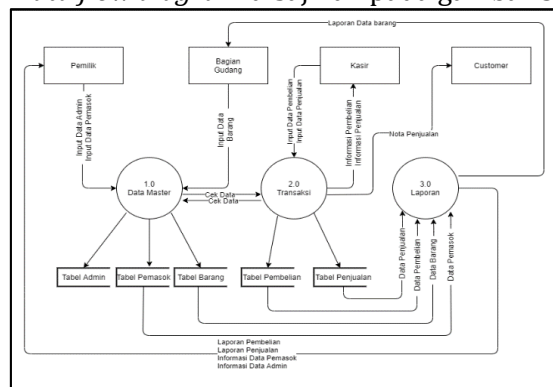 Laporan Data barang
Pemilik
Bagian
Gudang
Kasir
Customer
Input Data Admin
Input Data Pemasok
Input Data
Barang
Input Data Pembelian
Input Data Penjualan
Informasi Pembelian
Informasi Penjualan
Nota Penjualan
1.0
Data Master
Cek Data
Cek Data
2.0
Transaksi
3.0
Laporan
Data Penjualan
Data Pembelian
Data Barang
Data Pemasok
Tabel Admin
Tabel Pemasok
Tabel Barang
Tabel Pembelian
Tabel Penjualan
Laporan Pembelian
Laporan Penjualan
Informasi Data Pemasok
Informasi Data Admin